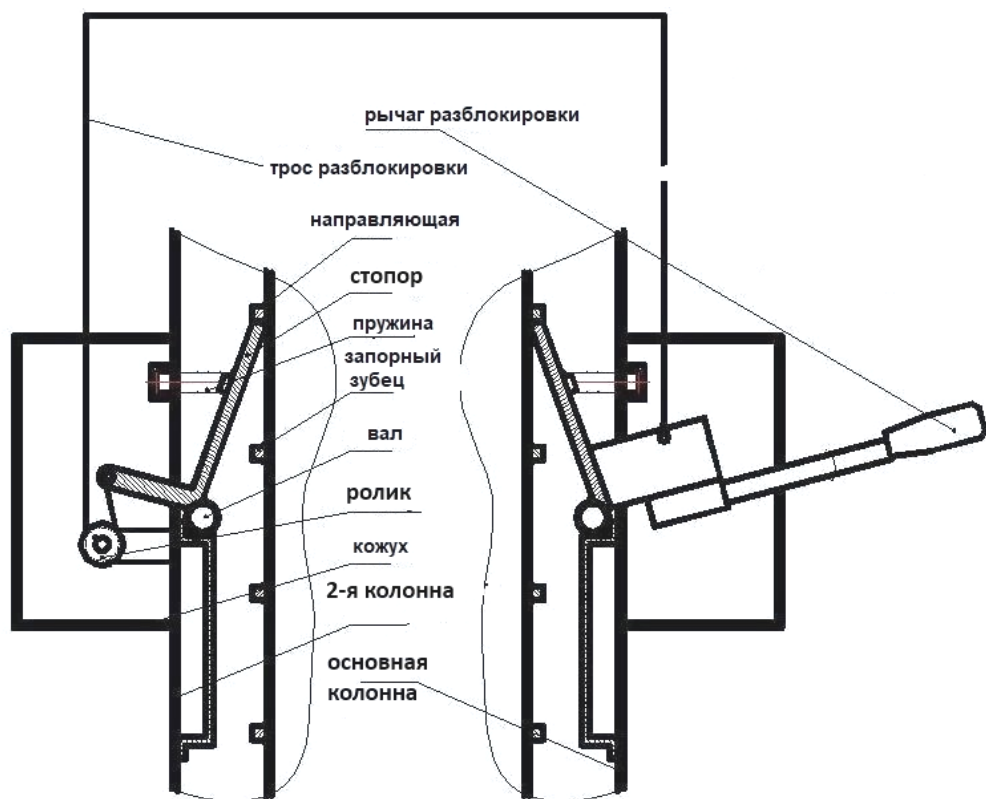 рычаг разблокировки
трос разблокировки
направляющая
стопор
пружина
запорный
зубец
вал
ролик
кожух
2-я колонна
основная
колонна